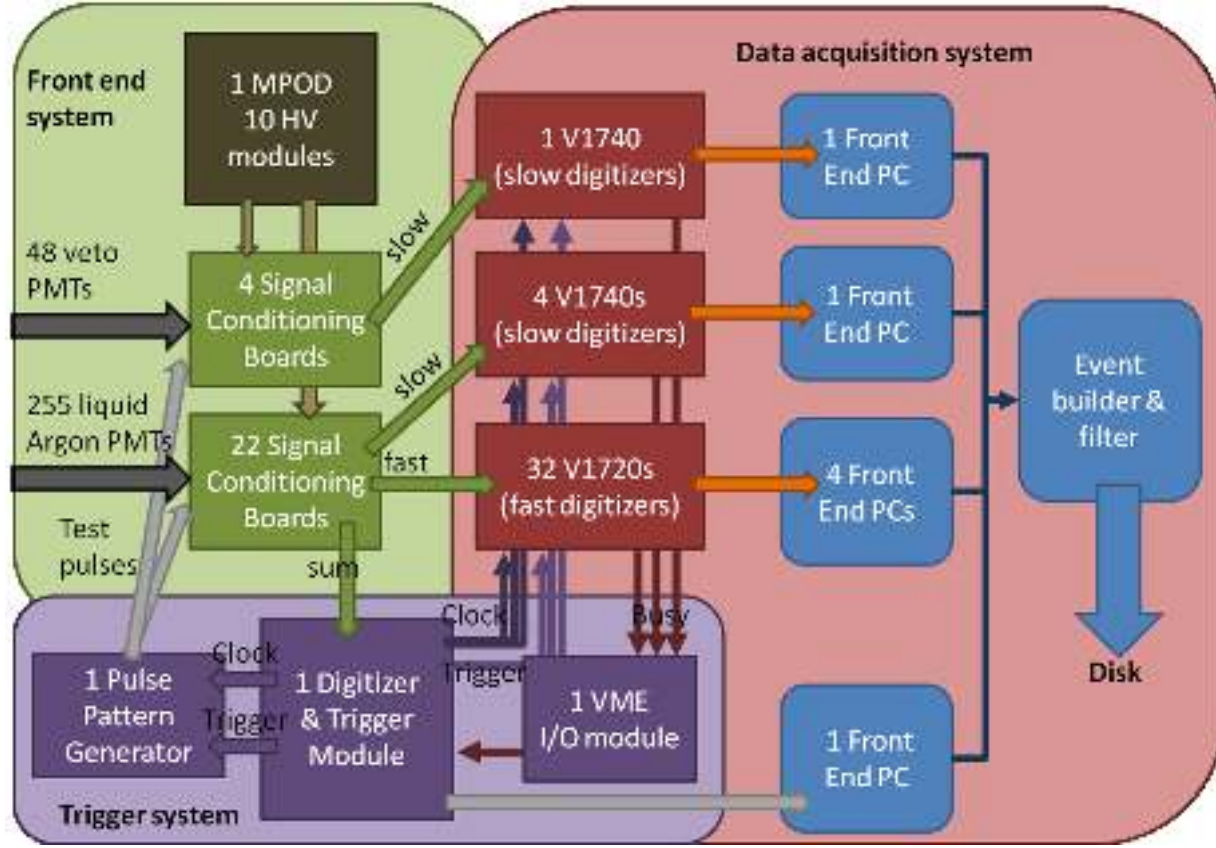 Front end
system
1 MPOD
10 HV
modules
Data acquisition system
1 V1740
(slow digitizers)
1 Front
End PC
48 veto
PMTs
slow
4 Signal
Conditioning
Boards
4 V1740s
(slow digitizers)
1 Front
End PC
Event
builder &
filter
slow
255 liquid
Argon PMTs
22 Signal
Conditioning
Boards
fast
32 V1720s
(fast digitizers)
4 Front
End PCs
Test
pulses
sum
Clock
Busy
Trigger
Clock
Trigger
1 Pulse
Pattern
Generator
1 Digitizer
& Trigger
Module
1 VME
I/O module
Disk
1 Front
End PC
Trigger system